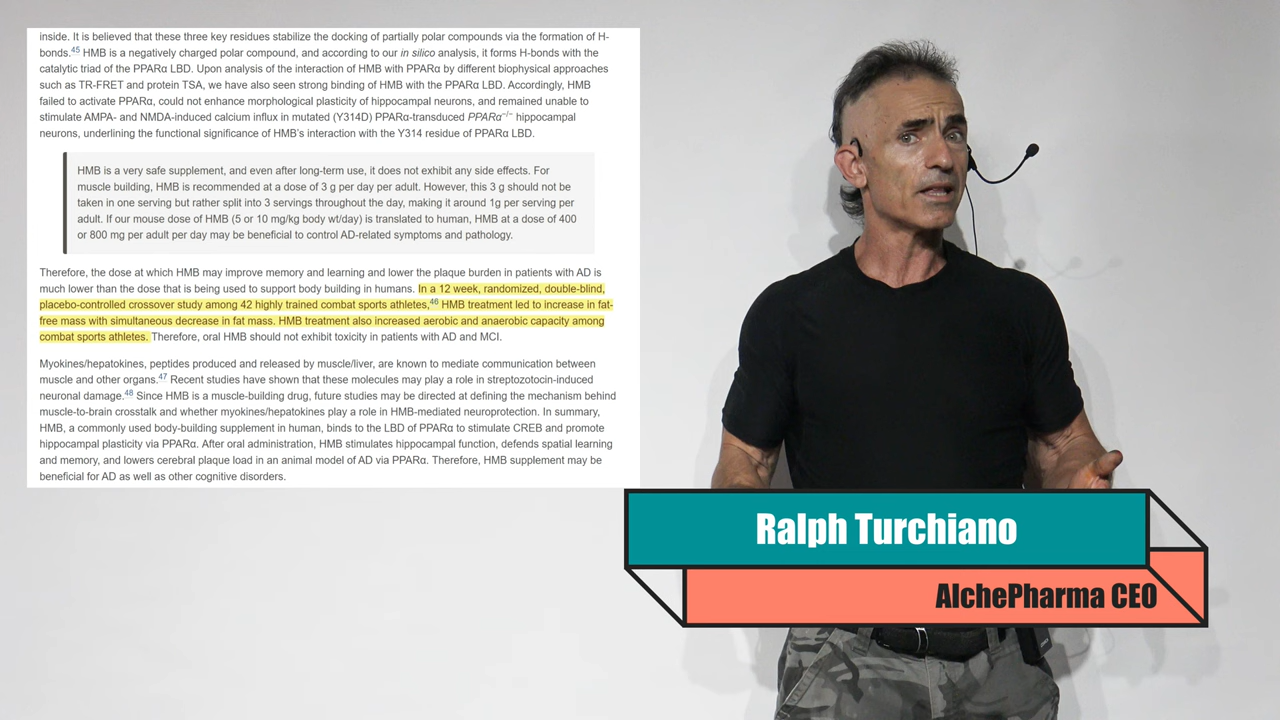 inside. It is believed that these three key residues stabilize the docking of partially polar compounds via the formation of H-
bonds.45 HMB is a negatively charged polar compound, and according to our in silico analysis, it forms H-bonds with the
catalytic triad of the PPARα LBD. Upon analysis of the interaction of HMB with PPARα by different biophysical approaches
such as TR-FRET and protein TSA, we have also seen strong binding of HMB with the PPARα LBD. Accordingly, HMB
failed to activate PPARα, could not enhance morphological plasticity of hippocampal neurons, and remained unable to
stimulate AMPA- and NMDA-induced calcium influx in mutated (Y314D) PPARα-transduced PPARα−/− hippocampal
neurons, underlining the functional significance of HMB's interaction with the Y314 residue of PPARα LBD.
HMB is a very safe supplement, and even after long-term use, it does not exhibit any side effects. For
muscle building, HMB is recommended at a dose of 3 g per day per adult. However, this 3 g should not be
taken in one serving but rather split into 3 servings throughout the day, making it around 1g per serving per
adult. If our mouse dose of HMB (5 or 10 mg/kg body wt/day) is translated to human, HMB at a dose of 400
or 800 mg per adult per day may be beneficial to control AD-related symptoms and pathology.
Therefore, the dose at which HMB may improve memory and learning and lower the plaque burden in patients with AD is
much lower than the dose that is being used to support body building in humans. In a 12 week, randomized, double-blind,
placebo-controlled crossover study among 42 highly trained combat sports athletes,46 HMB treatment led to increase in fat-
free mass with simultaneous decrease in fat mass. HMB treatment also increased aerobic and anaerobic capacity among
combat sports athletes. Therefore, oral HMB should not exhibit toxicity in patients with AD and MCI.
Myokines/hepatokines, peptides produced and released by muscle/liver, are known to mediate communication between
muscle and other organs.47 Recent studies have shown that these molecules may play a role in streptozotocin-induced
neuronal damage.48 Since HMB is a muscle-building drug, future studies may be directed at defining the mechanism behind
muscle-to-brain crosstalk and whether myokines/hepatokines play a role in HMB-mediated neuroprotection. In summary,
HMB, a commonly used body-building supplement in human, binds to the LBD of PPARα to stimulate CREB and promote
hippocampal plasticity via PPARα. After oral administration, HMB stimulates hippocampal function, defends spatial learning
and memory, and lowers cerebral plaque load in an animal model of AD via PPARα. Therefore, HMB supplement may be
beneficial for AD as well as other cognitive disorders.
Ralph Turchiano
AlchePharma CEO